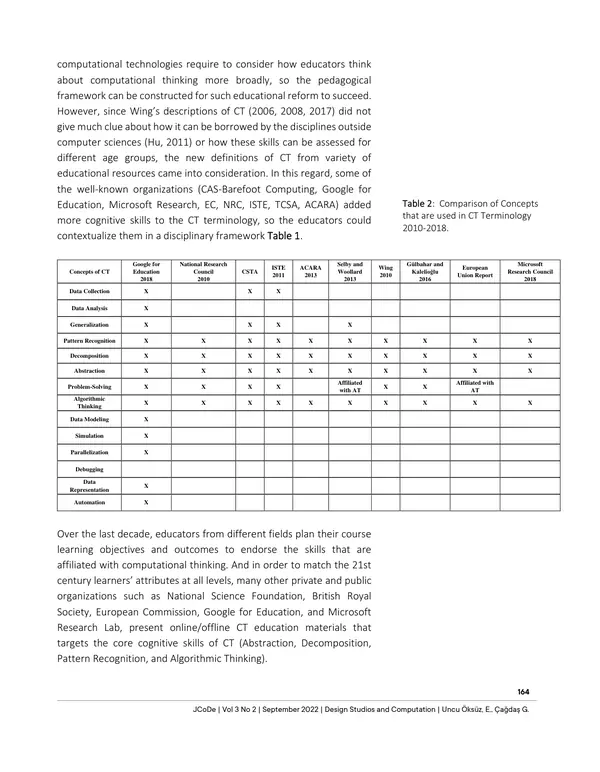 computational technologies require to consider how educators think
about computational thinking more broadly, so the pedagogical
framework can be constructed for such educational reform to succeed.
However, since Wing's descriptions of CT (2006, 2008, 2017) did not
give much clue about how it can be borrowed by the disciplines outside
computer sciences (Hu, 2011) or how these skills can be assessed for
different age groups, the new definitions of CT from variety of
educational resources came into consideration. In this regard, some of
the well-known organizations (CAS-Barefoot Computing, Google for
Education, Microsoft Research, EC, NRC, ISTE, TCSA, ACARA) added
more cognitive skills to the CT terminology, so the educators could
contextualize them in a disciplinary framework Table 1.
Table 2: Comparison of Concepts
that are used in CT Terminology
2010-2018.
Concepts of CT Google for Education 2018 National Research Council 2010 CSTA ISTE 2011 ACARA 2013 Selby and Woollard 2013 Wing 2010 Gülbahar and Kalelioğlu 2016 European Union Report Microsoft Research Council 2018
Data Collection X X X
Data Analysis X
Generalization X X X X
Pattern Recognition X X X X X X X X X X
Decomposition X X X X X X X X X X
Abstraction X X X X X X X X X X
Problem-Solving X X X X Affiliated with AT X X Affiliated with AT
Algorithmic Thinking X X X X X X X X X X
Data Modeling X
Simulation X
Parallelization X
Debugging
Data Representation X
Automation X
Over the last decade, educators from different fields plan their course
learning objectives and outcomes to endorse the skills that are
affiliated with computational thinking. And in order to match the 21st
century learners' attributes at all levels, many other private and public
organizations such as National Science Foundation, British Royal
Society, European Commission, Google for Education, and Microsoft
Research Lab, present online/offline CT education materials that
targets the core cognitive skills of CT (Abstraction, Decomposition,
Pattern Recognition, and Algorithmic Thinking).
164
JCoDe | Vol 3 No 2 | September 2022 | Design Studios and Computation | Uncu Öksüz, E., Çağdaş G.